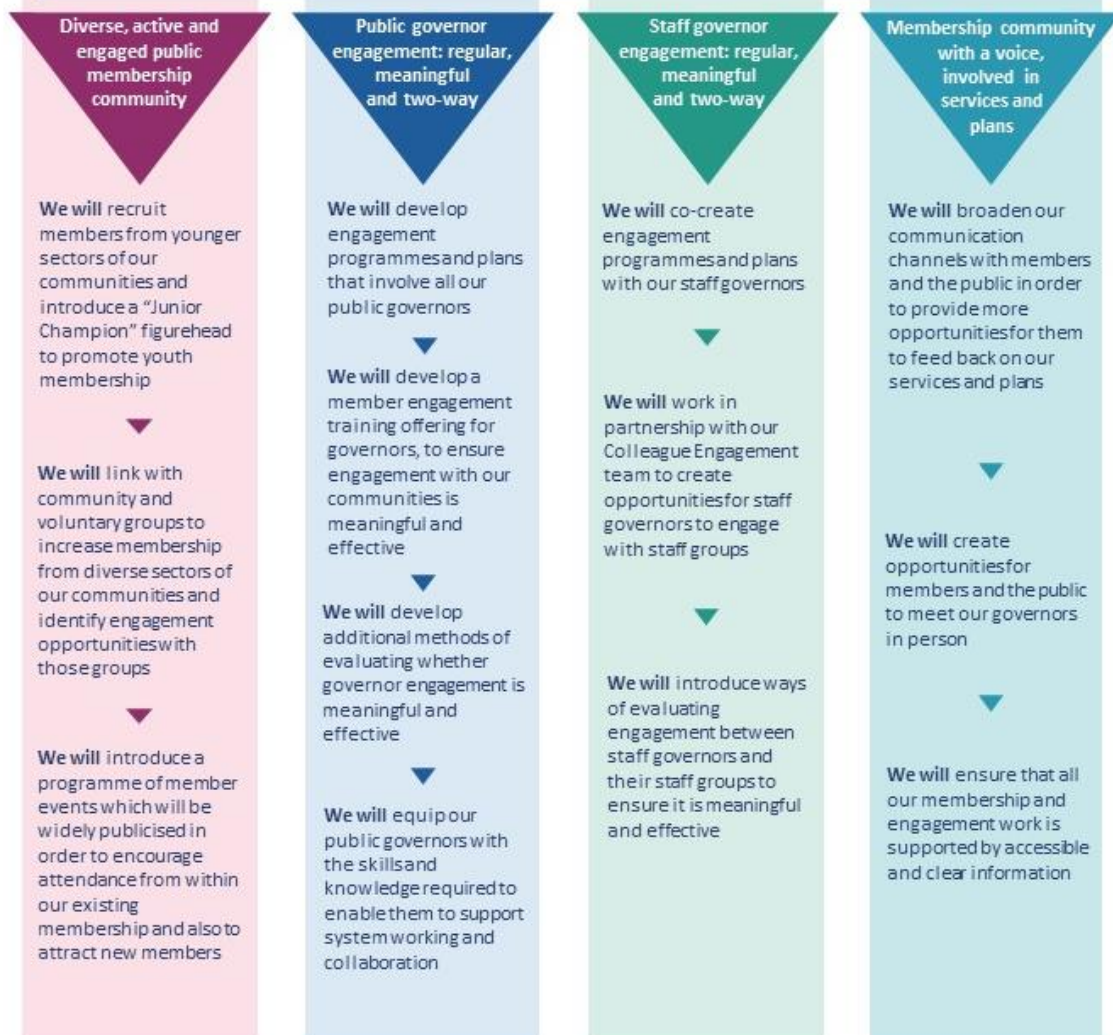 Diverse, active and
engaged public
membership
community
We will recruit
members from younger
sectors of our
communities and
introduce a “Junior
Champion” figurehead
to promote youth
membership
We will link with
community and
voluntary groups to
increase membership
from diverse sectors of
our communities and
identify engagement
opportunities with
those groups
We will introduce a
programme of member
events which will be
widely publicised in
order to encourage
attendance from within
our existing
membership and also to
attract new members
Public governor
engagement: regular,
meaningful
and two-way
We will develop
engagement
programmes and plans
that involve all our
public governors
We will develop a
member engagement
training offering for
governors, to ensure
engagement with our
communities is
meaningful and
effective
We will develop
additional methods of
evaluating whether
governor engagement is
meaningful and
effective
We will equip our
public governors with
the skills and
knowledge required to
enable them to support
system working and
collaboration
Staff governor
engagement: regular,
meaningful
and two-way
We will co-create
engagement
programmes and plans
with our staff governors
We will work in
partnership with our
Colleague Engagement
team to create
opportunities for staff
governors to engage
with staff groups
We will introduce ways
of evaluating
engagement between
staff governors and
their staff groups to
ensure it is meaningful
and effective
Membership community
with a voice,
involved in
services and
plans
We will broaden our
communication
channels with members
and the public in order
to provide more
opportunities for them
to feed back on our
services and plans
We will create
opportunities for
members and the public
to meet our governors
in person
We will ensure that all
our membership and
engagement work is
supported by accessible
and clear information